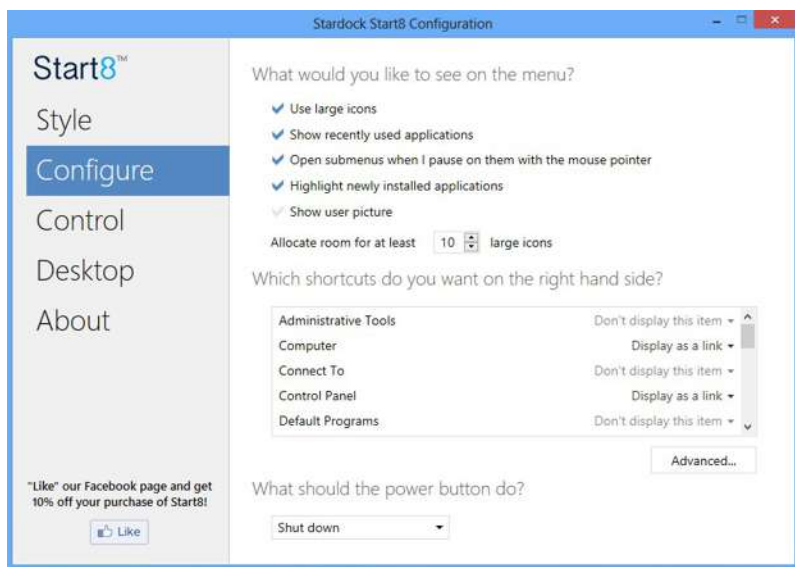 Stardock Start8 Configuration
Start8™
Style
Configure
Control
Desktop
About
"Like" our Facebook page and get
10% off your purchase of Start8!
Like
What would you like to see on the menu?
Use large icons
Show recently used applications
Open submenus when I pause on them with the mouse pointer
Highlight newly installed applications
Show user picture
Allocate room for at least 10 large icons
Which shortcuts do you want on the right hand side?
Administrative Tools Don't display this item
Computer Display as a link
Connect To Don't display this item
Control Panel Display as a link
Default Programs Don't display this item
Advanced...
What should the power button do?
Shut down